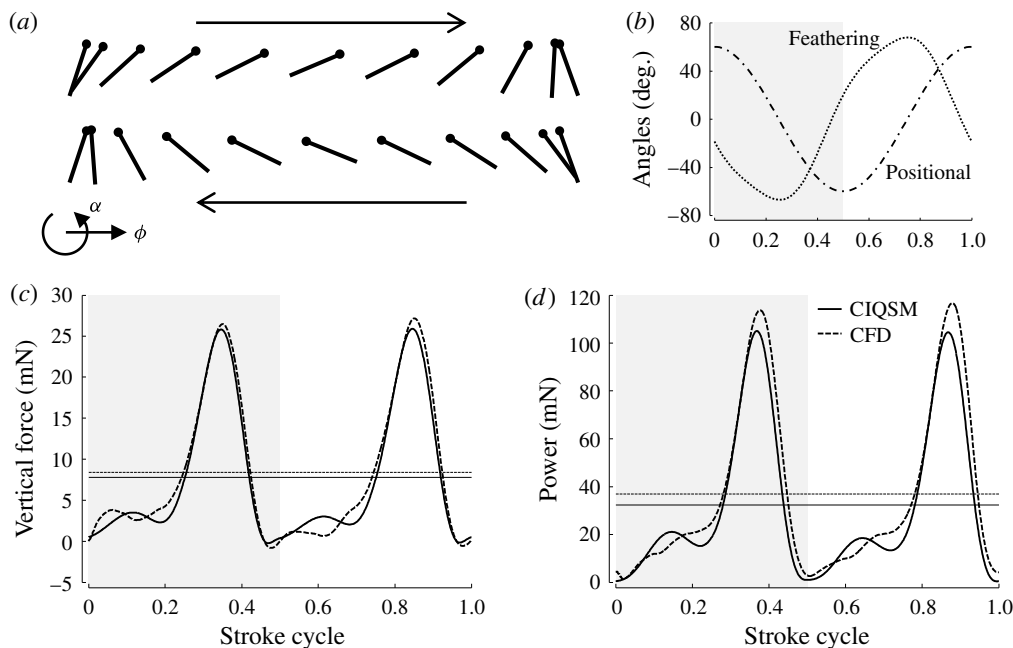 (a)
α
ϕ
(b)
Angles (deg.)
80
40
0
−40
−80
Feathering
Positional
0 0.2 0.4 0.6 0.8 1.0
(c)
Vertical force (mN)
30
25
20
15
10
5
0
−5
0 0.2 0.4 0.6 0.8 1.0
Stroke cycle
(d)
Power (mN)
120
100
80
60
40
20
0
CIQSM
CFD
0 0.2 0.4 0.6 0.8 1.0
Stroke cycle